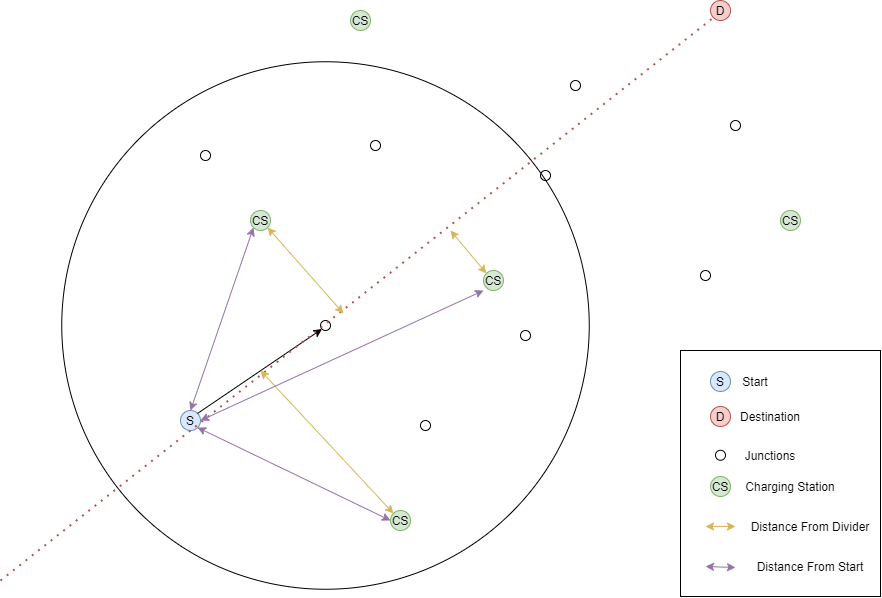 D
CS
CS
CS
CS
S
CS
S Start
D Destination
Junctions
CS Charging Station
Distance From Divider
Distance From Start